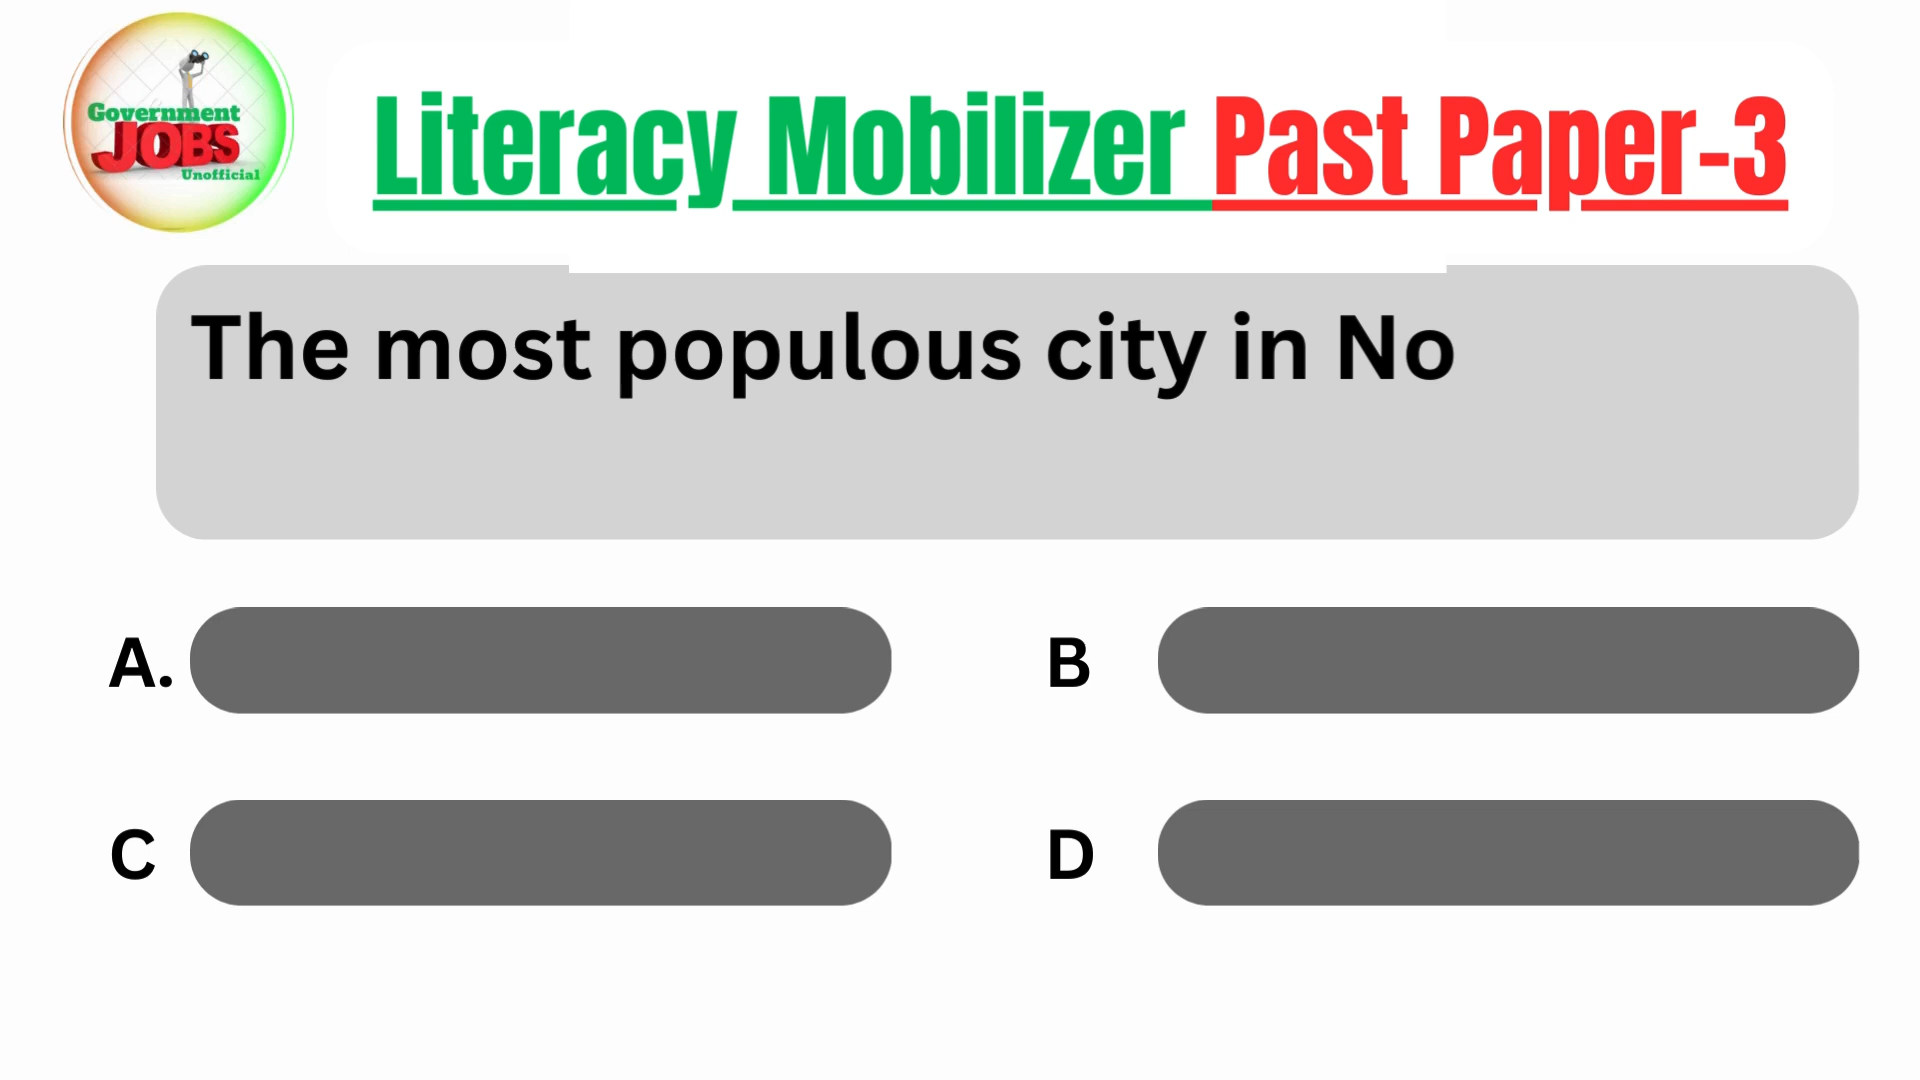 Government
JOBS
Unofficial
Literacy Mobilizer Past Paper-3
The most populous city in No
A.
B
C
D